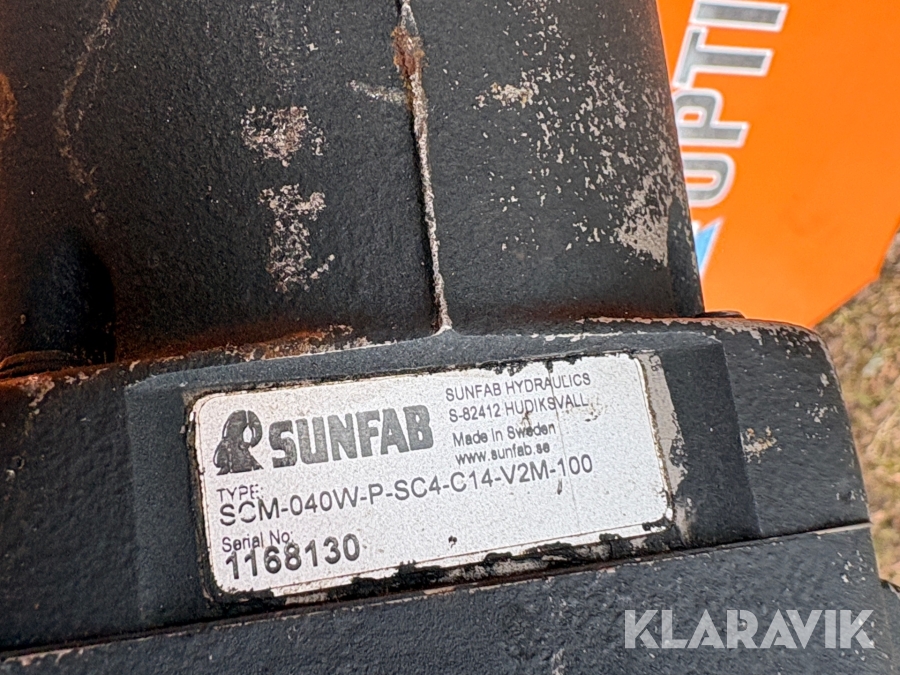 OPTI
SUNFAB
SUNFAB HYDRAULICS
S-82412 HUDIKSVALL
Made in Sweden
www.sunfab.se
TYPE:
SCM-040W-P-SC4-C14-V2M-100
Serial No:
1168130
KLARAVIK